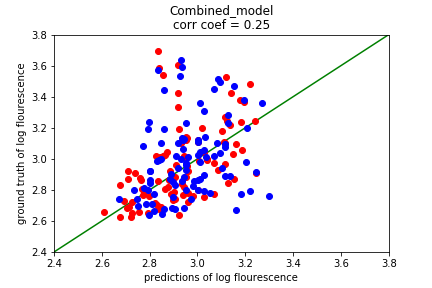 Combined_model
corr coef = 0.25
ground truth of log flourescence
3.8
3.6
3.4
3.2
3.0
2.8
2.6
2.4
2.4 2.6 2.8 3.0 3.2 3.4 3.6 3.8
predictions of log flourescence